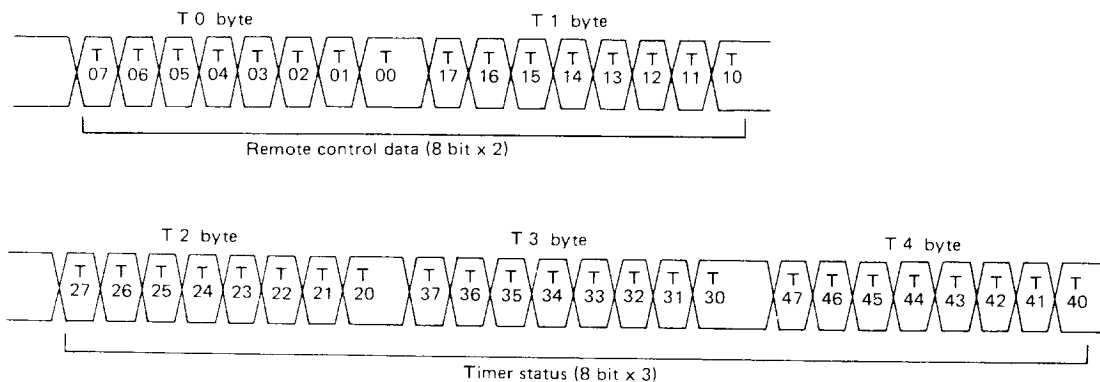 T 0 byte T 1 byte
T T T T T T T T T T T T T T T T
07 06 05 04 03 02 01 00 17 16 15 14 13 12 11 10
Remote control data (8 bit x 2)
T 2 byte T 3 byte T 4 byte
T T T T T T T T T T T T T T T T T T T T T T T T
27 26 25 24 23 22 21 20 37 36 35 34 33 32 31 30 47 46 45 44 43 42 41 40
Timer status (8 bit x 3)